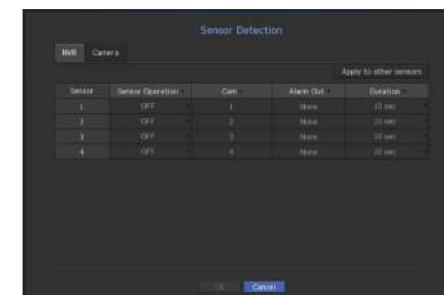 Sensor Detection
NVR Camera
Apply to other sensors
Sensor Sensor Operation Cam Alarm Out Duration
1 OFF 1 None 10 sec
2 OFF 2 None 10 sec
3 OFF 3 None 10 sec
4 OFF 4 None 10 sec
OK Cancel